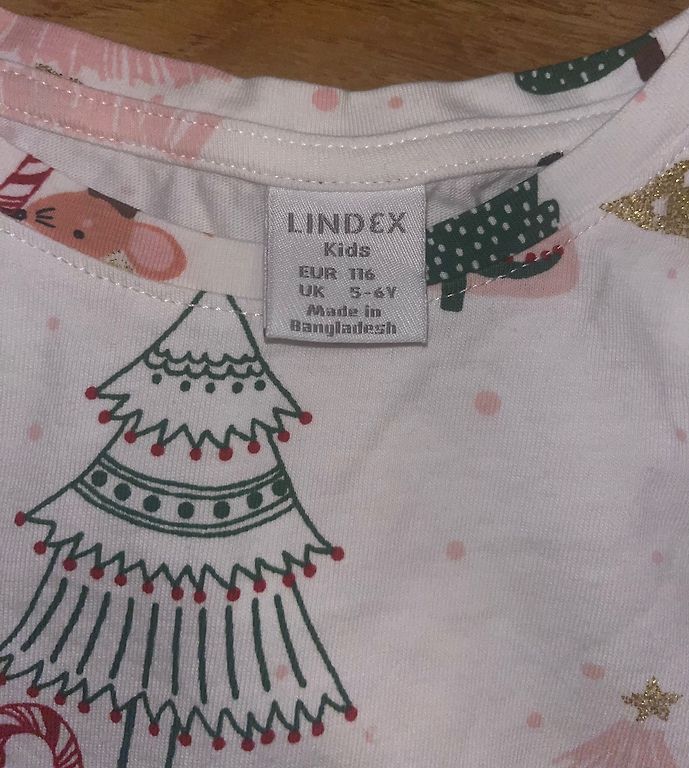 LINDEX
Kids
EUR 116
UK 5-6Y
Made in
Bangladesh